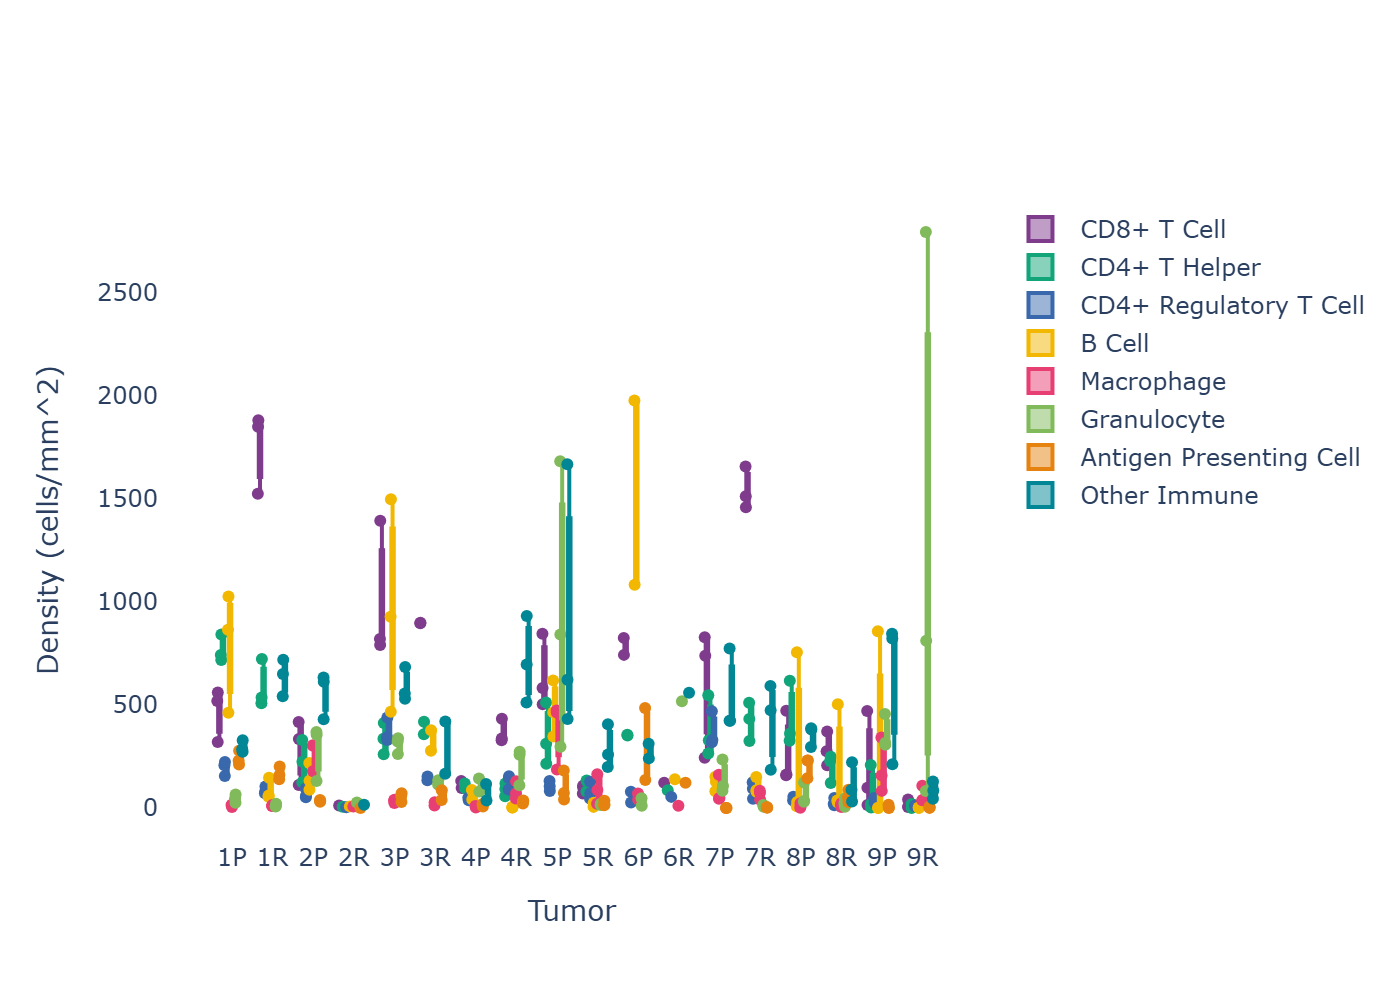 CD8+ T Cell
CD4+ T Helper
CD4+ Regulatory T Cell
B Cell
Macrophage
Granulocyte
Antigen Presenting Cell
Other Immune
Density (cells/mm^2)
2500
2000
1500
1000
500
0
1P 1R 2P 2R 3P 3R 4P 4R 5P 5R 6P 6R 7P 7R 8P 8R 9P 9R
Tumor